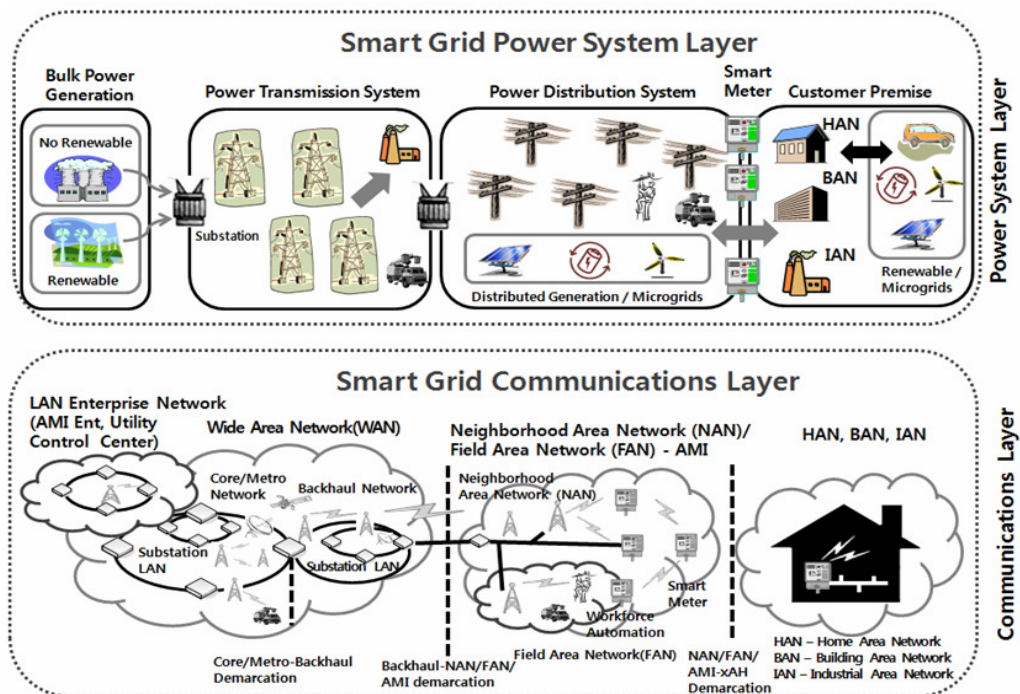 Smart Grid Power System Layer
Bulk Power
Generation
Power Transmission System
Power Distribution System
Smart
Meter
Customer Premise
No Renewable
Renewable
Substation
Distributed Generation / Microgrids
HAN
BAN
IAN
Renewable /
Microgrids
Power System Layer
Smart Grid Communications Layer
LAN Enterprise Network
(AMI Ent, Utility
Control Center)
Wide Area Network(WAN)
Neighborhood Area Network (NAN)/
Field Area Network (FAN) - AMI
HAN, BAN, IAN
Core/Metro
Network
Backhaul Network
Neighborhood
Area Network (NAN)
Substation
LAN
Substation LAN
Smart
Meter
Workforce
Automation
Field Area Network(FAN)
Core/Metro-Backhaul
Demarcation
Backhaul-NAN/FAN/
AMI demarcation
NAN/FAN/
AMI-xAH
Demarcation
HAN – Home Area Network
BAN – Building Area Network
IAN – Industrial Area Network
Communications Layer